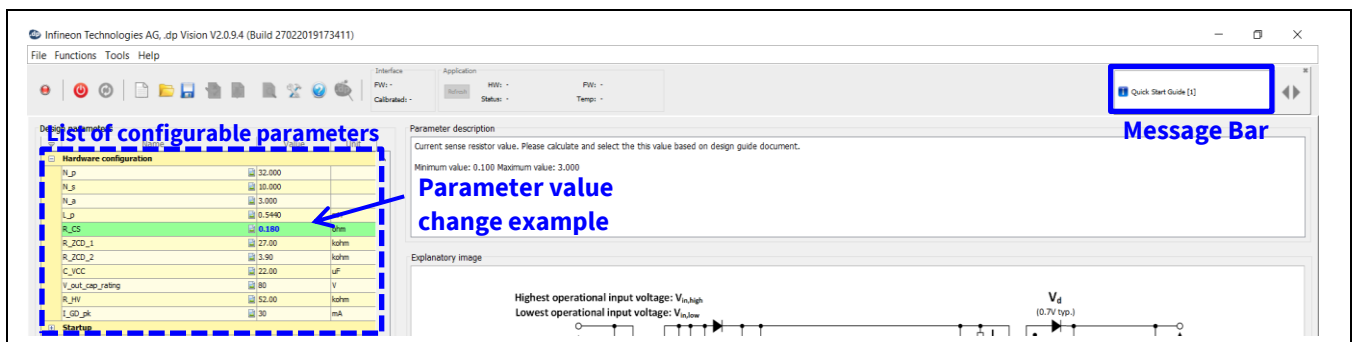 Infineon Technologies AG, .dp Vision V2.0.9.4 (Build 27022019173411)
File Functions Tools Help
Interface
FW: -
Calibrated: -
Application
Refresh
HW: -
Status: -
FW: -
Temp: -
Quick Start Guide [1]
Message Bar
Design parameters
List of configurable parameters
Name Value Unit
Hardware configuration
N_p 32.000
N_s 10.000
N_a 3.000
L_p 0.5440
R_CS 0.180 ohm
R_ZCD_1 27.00 kohm
R_ZCD_2 3.90 kohm
C_VCC 22.00 uF
V_out_cap_rating 80 V
R_HV 52.00 kohm
I_GD_pk 30 mA
Startup
Parameter value
change example
Parameter description
Current sense resistor value. Please calculate and select the this value based on design guide document.
Minimum value: 0.100 Maximum value: 3.000
Explanatory image
Highest operational input voltage: Vin,high
Lowest operational input voltage: Vin,low
Vd
(0.7V typ.)